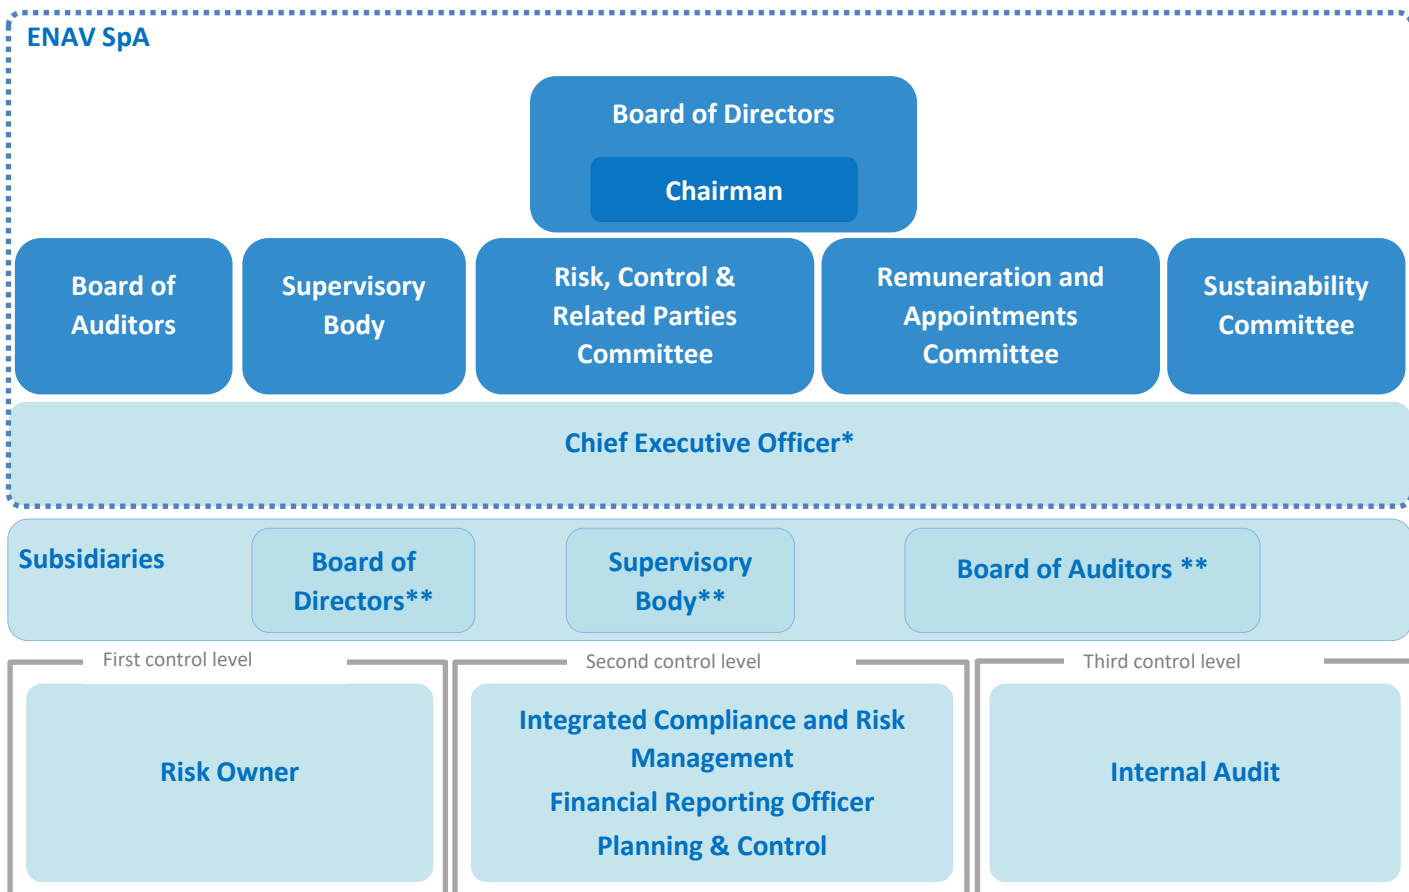 ENAV SpA
Board of Directors
Chairman
Board of
Auditors
Supervisory
Body
Risk, Control &
Related Parties
Committee
Remuneration and
Appointments
Committee
Sustainability
Committee
Chief Executive Officer*
Subsidiaries
Board of
Directors**
Supervisory
Body**
Board of Auditors **
First control level
Second control level
Third control level
Risk Owner
Integrated Compliance and Risk
Management
Financial Reporting Officer
Planning & Control
Internal Audit